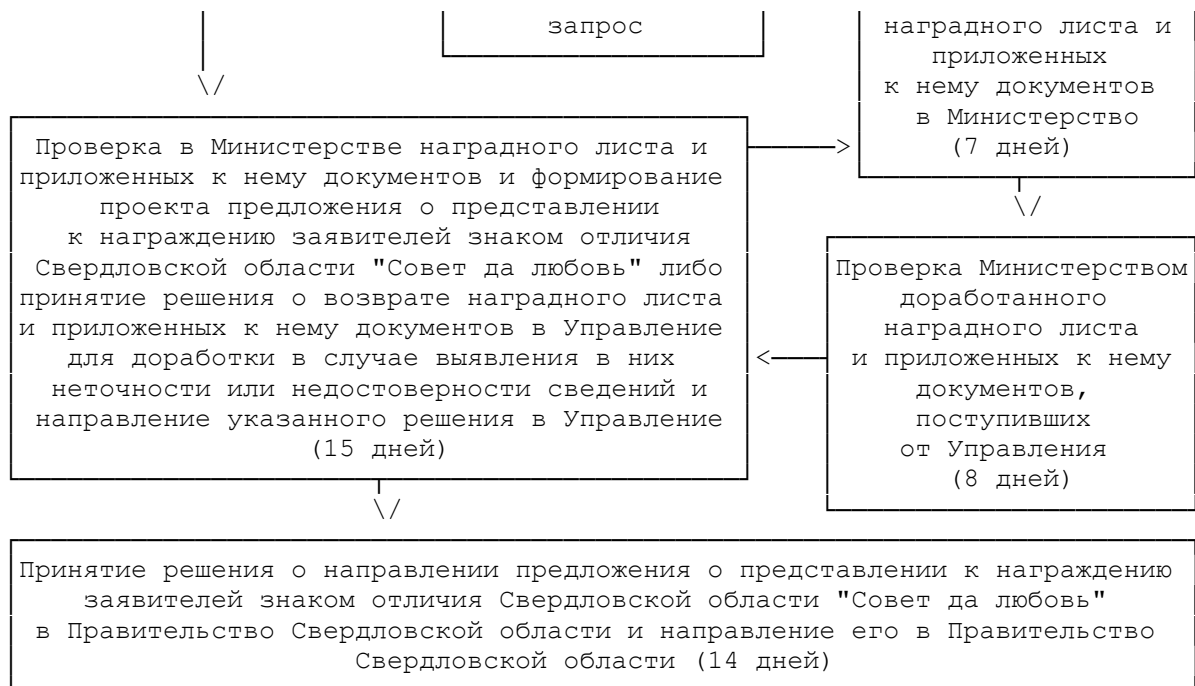 запрос
наградного листа и
приложенных
к нему документов
в Министерство
(7 дней)
Проверка в Министерстве наградного листа и
приложенных к нему документов и формирование
проекта предложения о представлении
к награждению заявителей знаком отличия
Свердловской области "Совет да любовь" либо
принятие решения о возврате наградного листа
и приложенных к нему документов в Управление
для доработки в случае выявления в них
неточности или недостоверности сведений и
направление указанного решения в Управление
(15 дней)
Проверка Министерством
доработанного
наградного листа
и приложенных к нему
документов,
поступивших
от Управления
(8 дней)
Принятие решения о направлении предложения о представлении к награждению
заявителей знаком отличия Свердловской области "Совет да любовь"
в Правительство Свердловской области и направление его в Правительство
Свердловской области (14 дней)